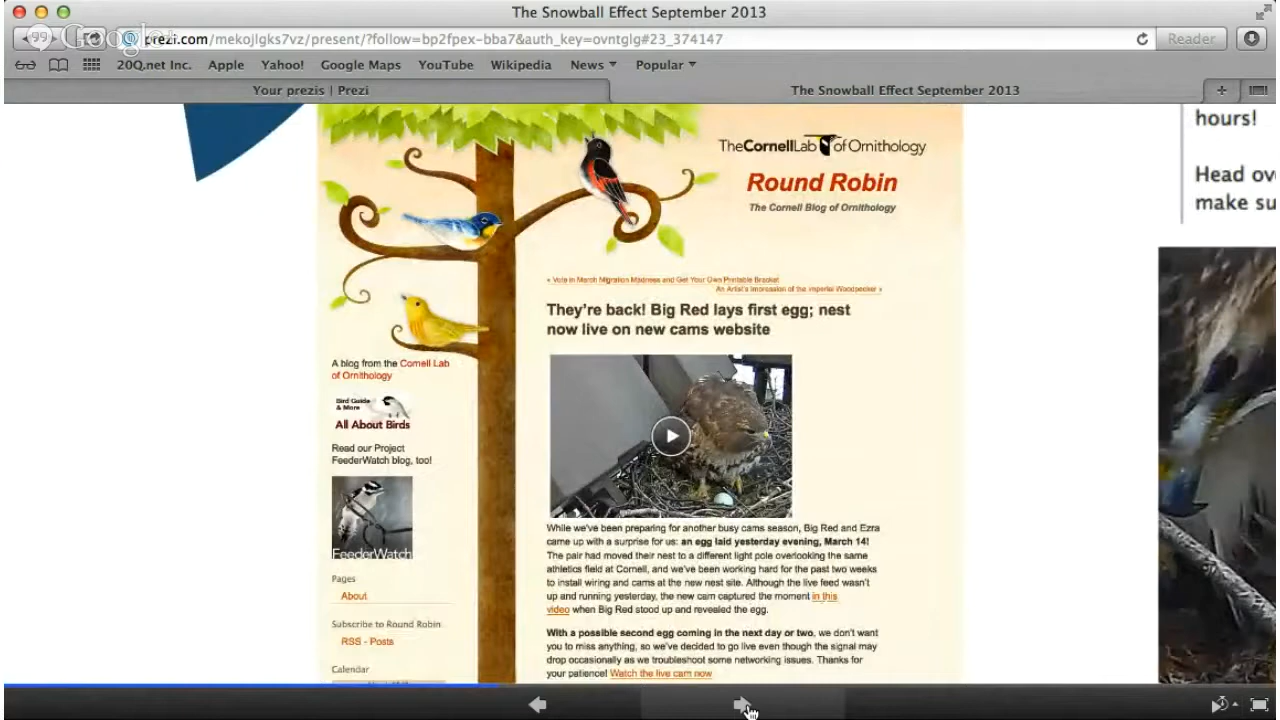 The Snowball Effect September 2013
Google+
prezi.com/mekojlgks7vz/present/?follow=bp2fpex-bba7&auth_key=ovntglg#23_374147
Reader
20Q.net Inc. Apple Yahoo! Google Maps YouTube Wikipedia News Popular
Your prezis | Prezi
The Snowball Effect September 2013
hours!
Head ov
make su
TheCornellLab of Ornithology
Round Robin
The Cornell Blog of Ornithology
« Vote in March Migration Madness and Get Your Own Printable Bracket
An Artist's Impression of the Imperial Woodpecker »
They're back! Big Red lays first egg; nest
now live on new cams website
A blog from the Cornell Lab
of Ornithology
Bird Guide
& More
All About Birds
Read our Project
FeederWatch blog, too!
FeederWatch
Pages
About
Subscribe to Round Robin
RSS - Posts
Calendar
While we've been preparing for another busy cams season, Big Red and Ezra
came up with a surprise for us: an egg laid yesterday evening, March 14!
The pair had moved their nest to a different light pole overlooking the same
athletics field at Cornell, and we've been working hard for the past two weeks
to install wiring and cams at the new nest site. Although the live feed wasn't
up and running yesterday, the new cam captured the moment in this
video when Big Red stood up and revealed the egg.
With a possible second egg coming in the next day or two, we don't want
you to miss anything, so we've decided to go live even though the signal may
drop occasionally as we troubleshoot some networking issues. Thanks for
your patience! Watch the live cam now